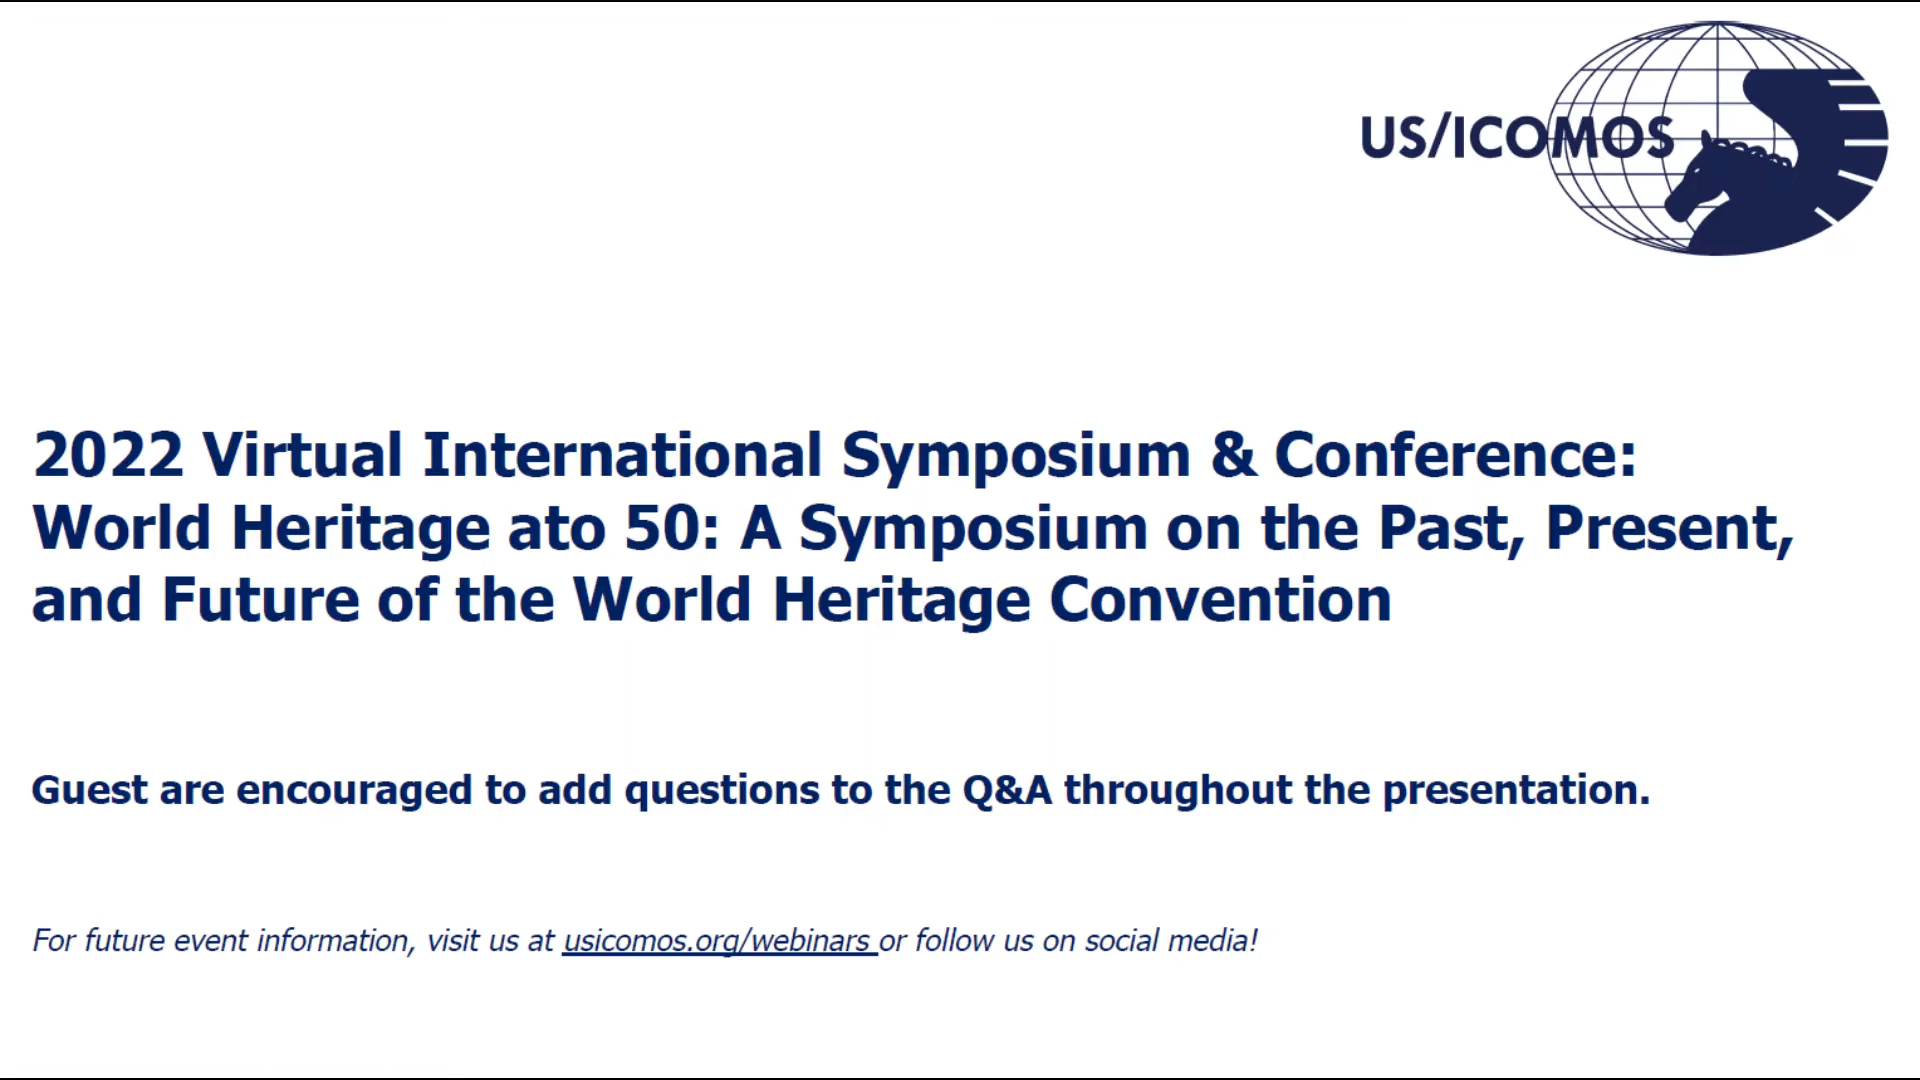 US/ICOMOS
2022 Virtual International Symposium & Conference:
World Heritage ato 50: A Symposium on the Past, Present,
and Future of the World Heritage Convention
Guest are encouraged to add questions to the Q&A throughout the presentation.
For future event information, visit us at usicomos.org/webinars or follow us on social media!